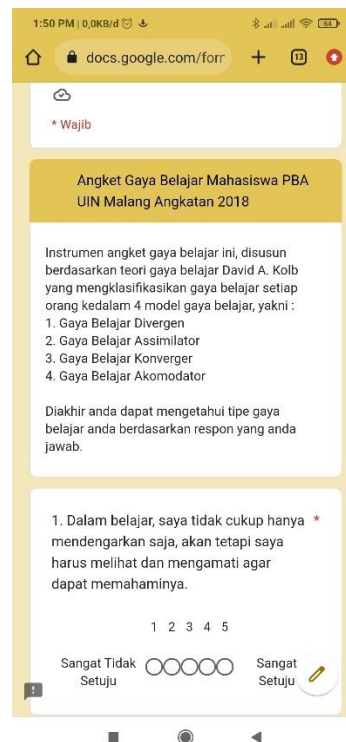 1:50 PM | 0,0KB/d
64
docs.google.com/forr
13
* Wajib
Angket Gaya Belajar Mahasiswa PBA
UIN Malang Angkatan 2018
Instrumen angket gaya belajar ini, disusun
berdasarkan teori gaya belajar David A. Kolb
yang mengklasifikasikan gaya belajar setiap
orang kedalam 4 model gaya belajar, yakni :
1. Gaya Belajar Divergen
2. Gaya Belajar Assimilator
3. Gaya Belajar Konverger
4. Gaya Belajar Akomodator
Diakhir anda dapat mengetahui tipe gaya
belajar anda berdasarkan respon yang anda
jawab.
1. Dalam belajar, saya tidak cukup hanya *
mendengarkan saja, akan tetapi saya
harus melihat dan mengamati agar
dapat memahaminya.
1 2 3 4 5
Sangat Tidak Sangat
Setuju Setuju